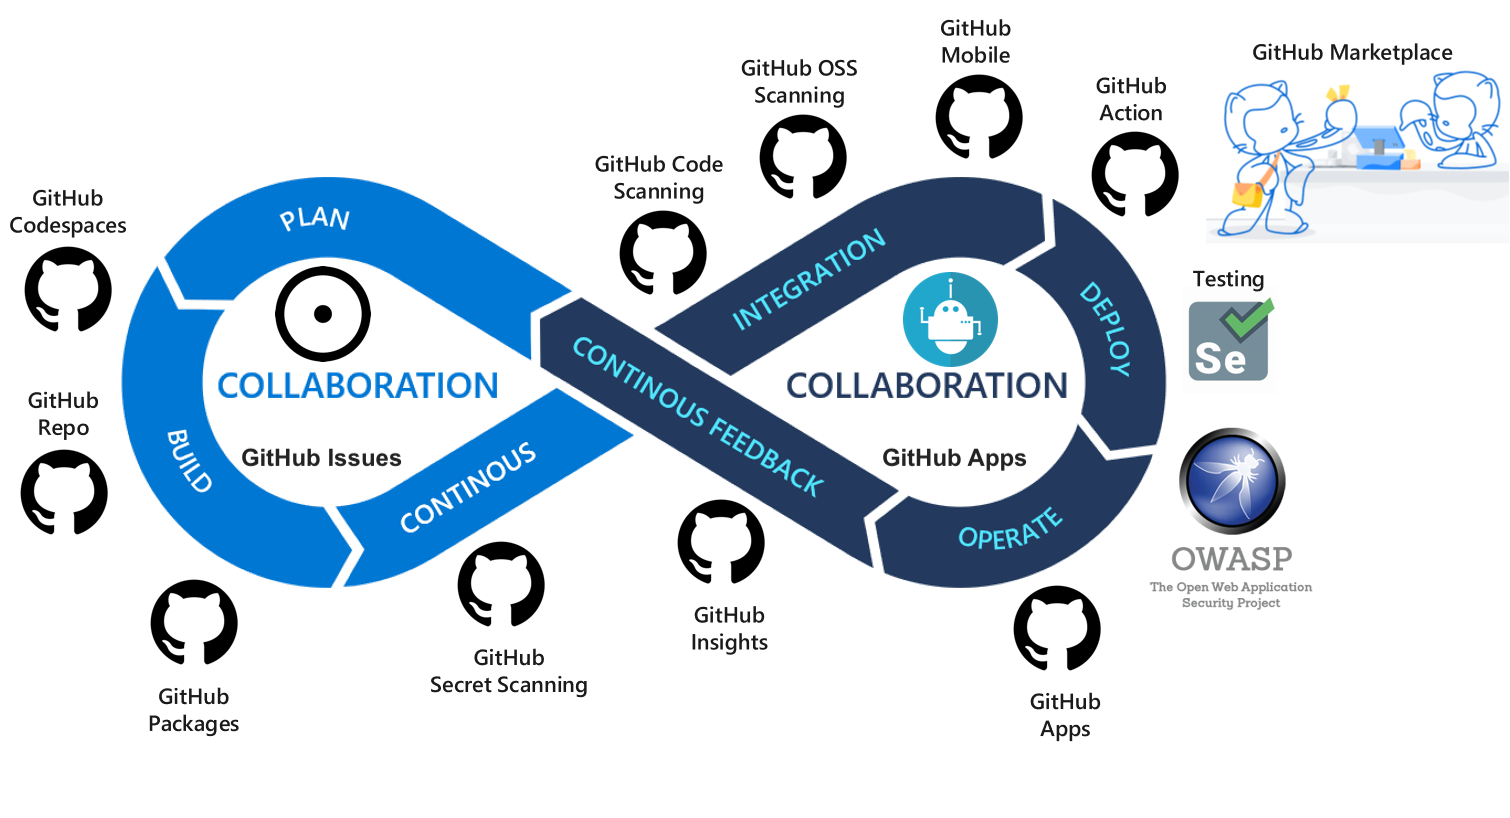 GitHub
Mobile
GitHub Marketplace
GitHub OSS
Scanning
GitHub
Action
GitHub Code
Scanning
GitHub
Codespaces
PLAN
INTEGRATION
DEPLOY
Testing
Se
CONTINOUS FEEDBACK
COLLABORATION
COLLABORATION
GitHub
Repo
BUILD
GitHub Issues
CONTINOUS
GitHub Apps
OPERATE
OWASP
The Open Web Application
Security Project
GitHub
Insights
GitHub
Secret Scanning
GitHub
Packages
GitHub
Apps